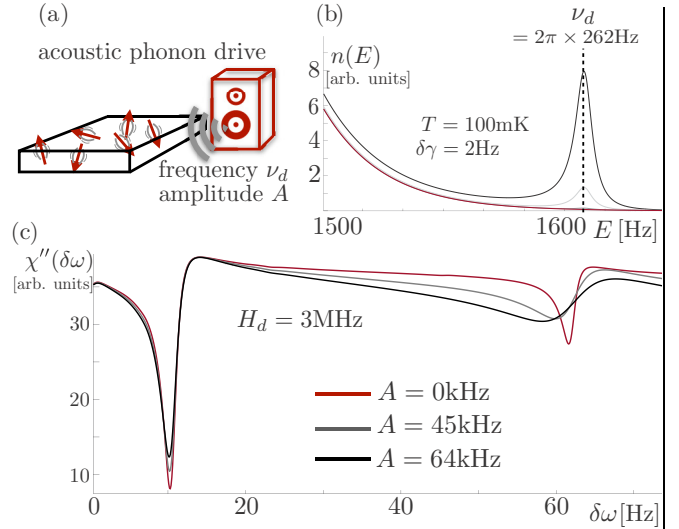 (a)
acoustic phonon drive
frequency ν_d
amplitude A
(b)
ν_d
= 2π × 262Hz
n(E)
[arb. units]
8
6
4
2
T = 100mK
δγ = 2Hz
1500
1600
E [Hz]
(c)
χ''(δω)
[arb. units]
30
20
10
H_d = 3MHz
A = 0kHz
A = 45kHz
A = 64kHz
0
20
40
60
δω[Hz]